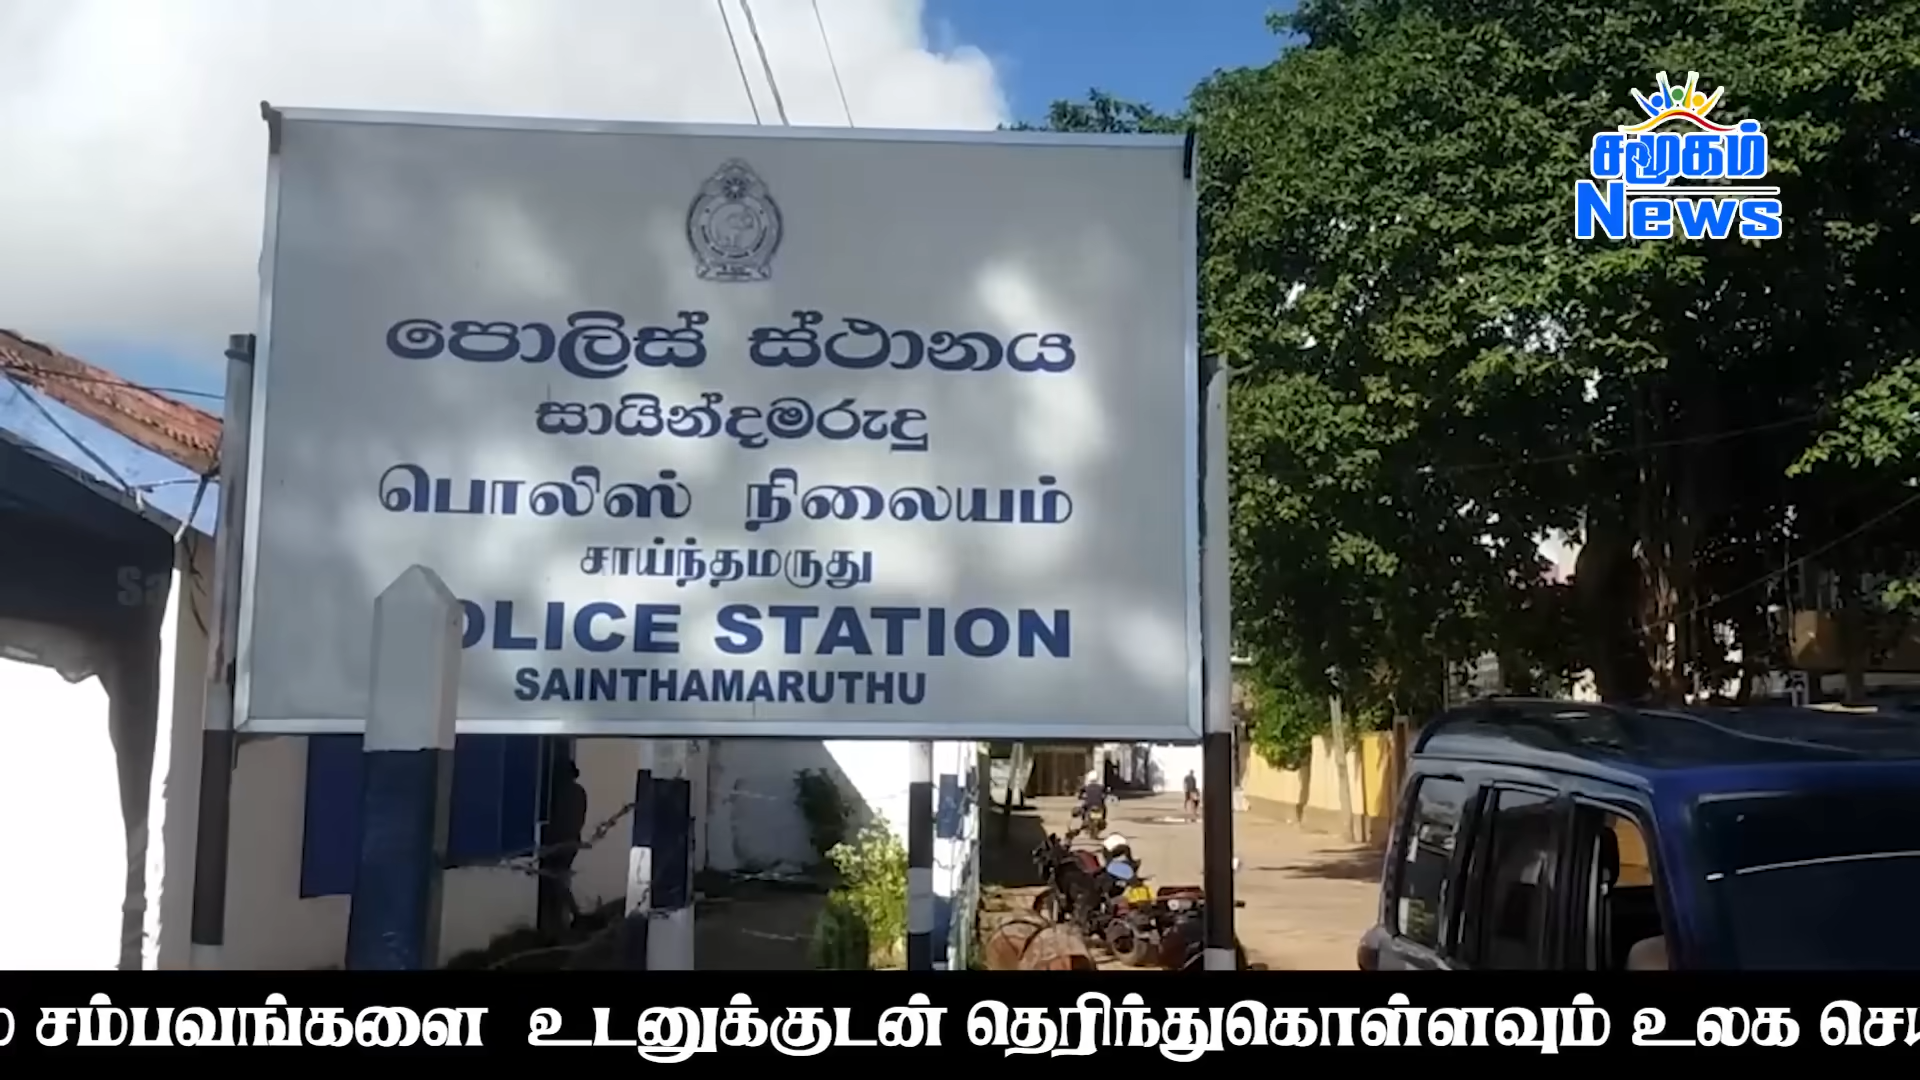 சமூகம்
News
පොලිස් ස්ථානය
සායින්දමරුදු
பொலிஸ் நிலையம்
சாய்ந்தமருது
OLICE STATION
SAINTHAMARUTHU
சம்பவங்களை உடனுக்குடன் தெரிந்துகொள்ளவும் உலக